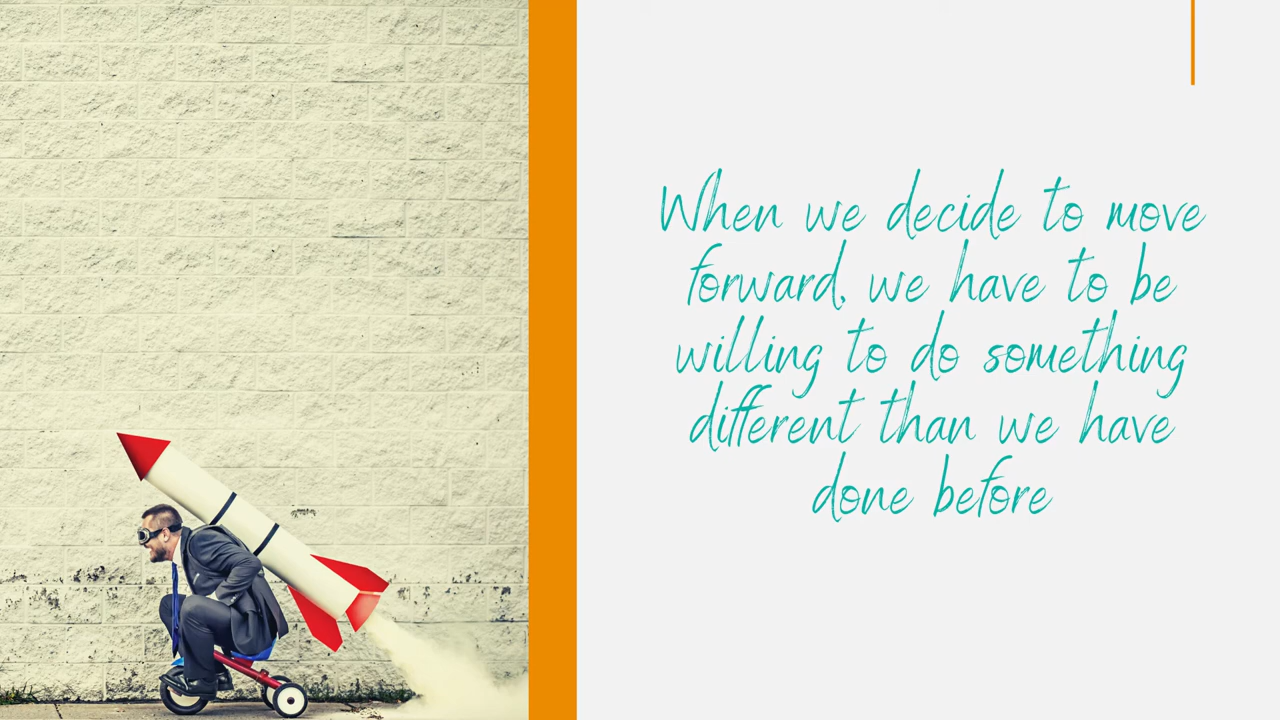 When we decide to move
forward, we have to be
willing to do something
different than we have
done before